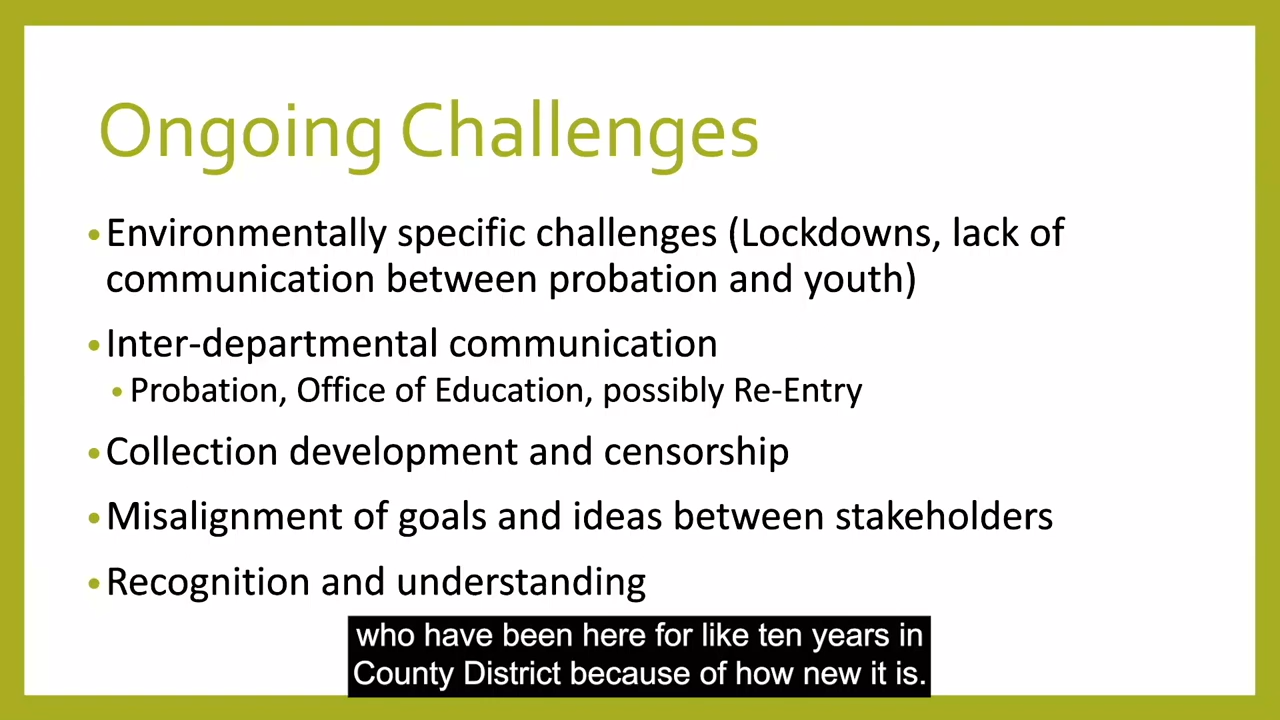 Ongoing Challenges
•Environmentally specific challenges (Lockdowns, lack of
communication between probation and youth)
•Inter-departmental communication
•Probation, Office of Education, possibly Re-Entry
•Collection development and censorship
•Misalignment of goals and ideas between stakeholders
•Recognition and understanding
who have been here for like ten years in
County District because of how new it is.